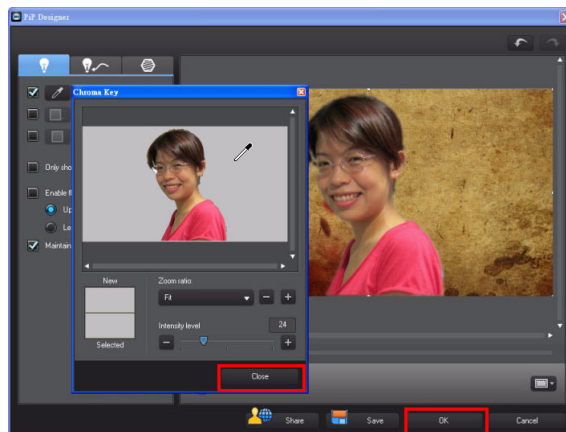 PiP Designer
Chroma Key
Only sho
Enable fl
Up
Le
Maintain
New
Selected
Zoom ratio
Fit
Intensity level
24
Close
Share
Save
OK
Cancel